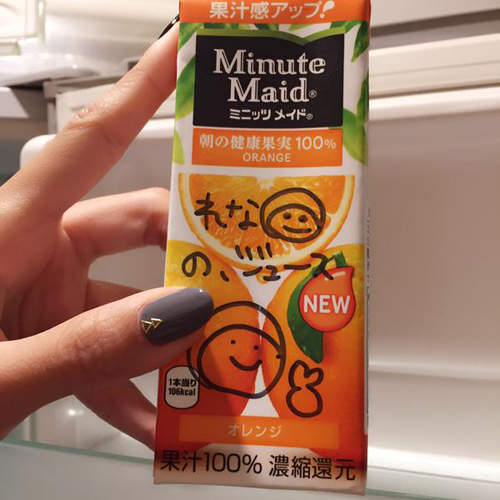 果汁感アップ!
Minute
Maid®
ミニッツ メイド®
朝の健康果実100%
ORANGE
れな
の、ジュース
NEW
1本当り
106kcal
オレンジ
果汁100% 濃縮還元